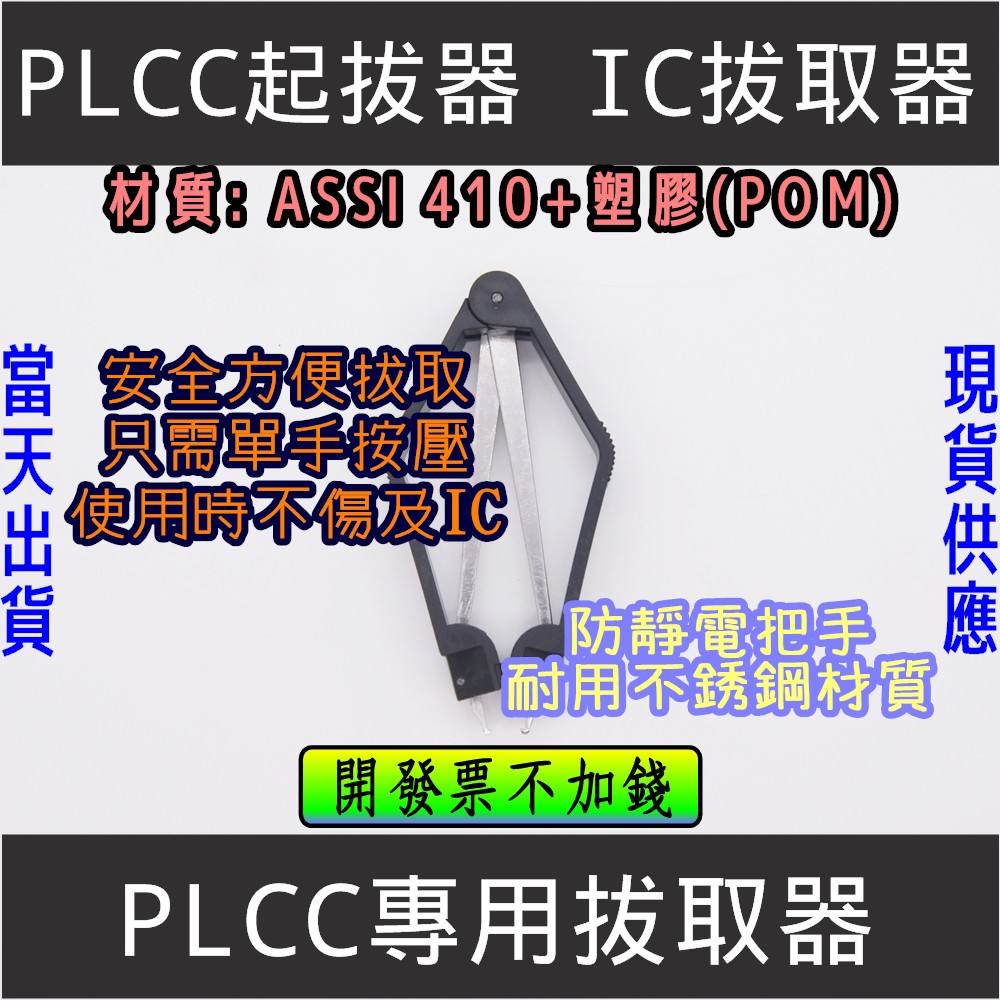 PLCC起拔器 IC拔取器
材質: ASSI 410+塑膠(POM)
當天出貨
安全方便拔取
只需單手按壓
使用時不傷及IC
現貨供應
防靜電把手
耐用不銹鋼材質
開發票不加錢
PLCC專用拔取器